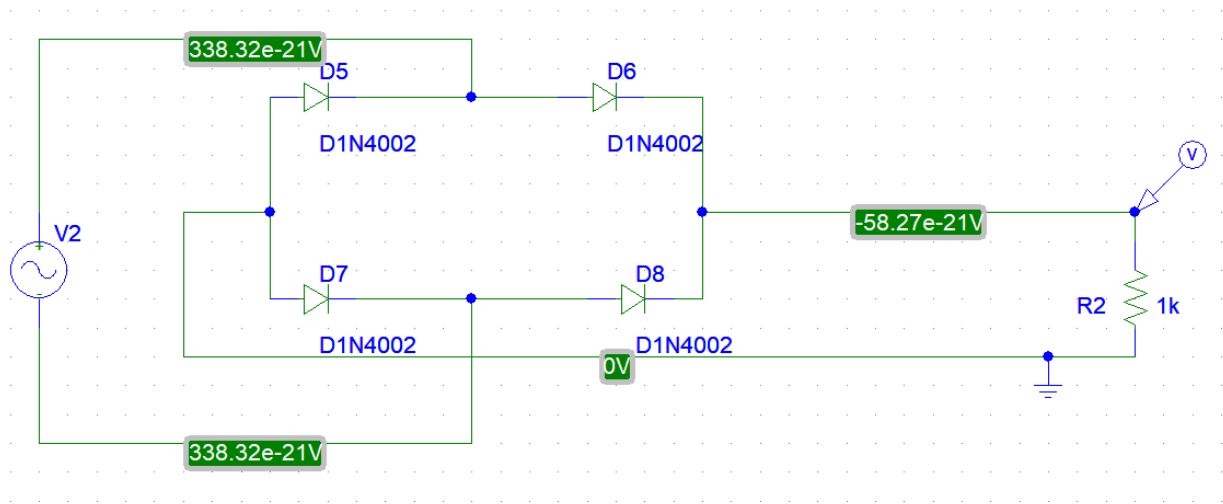 338.32e-21V
D5
D6
D1N4002
D1N4002
V
-58.27e-21V
V2
+
-
D7
D8
R2
1k
D1N4002
D1N4002
0V
338.32e-21V